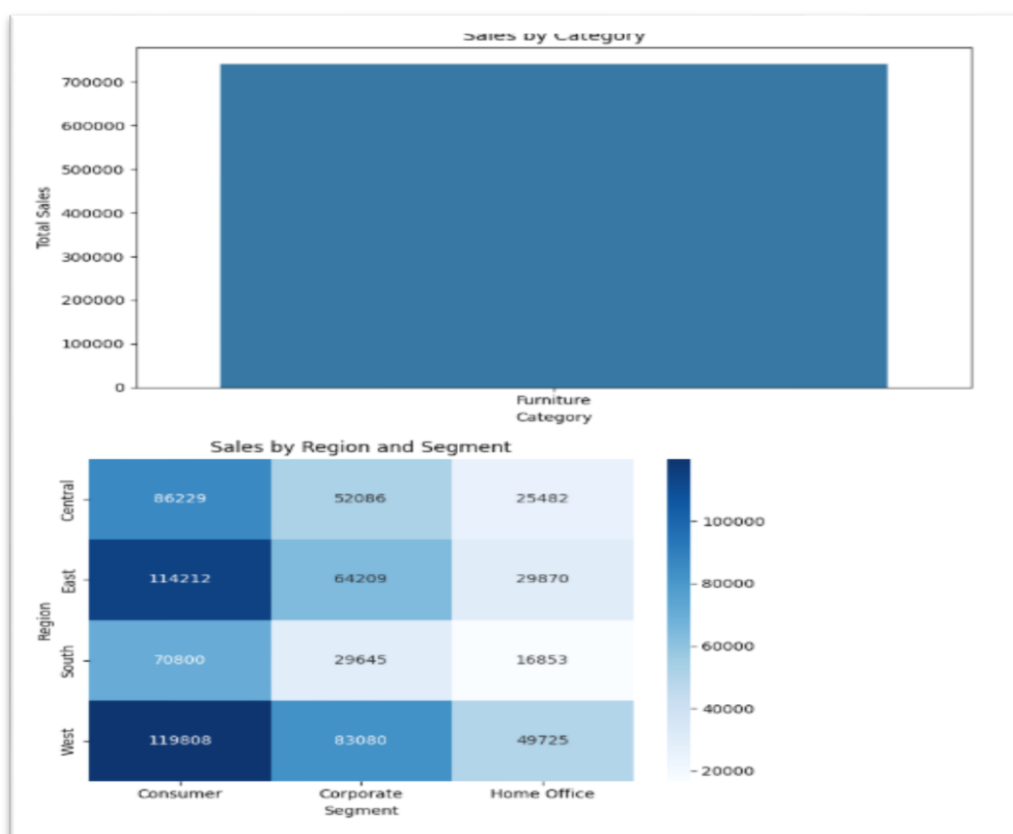 Sales by Category
700000
600000
500000
400000
300000
200000
100000
0
Total Sales
Furniture
Category
Sales by Region and Segment
Central 86229 52086 25482
East 114212 64209 29870
South 70800 29645 16853
West 119808 83080 49725
Region
Consumer Corporate Home Office
Segment
100000
80000
60000
40000
20000